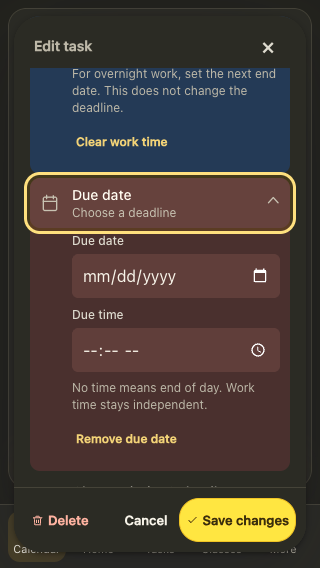 Edit task
For overnight work, set the next end
date. This does not change the
deadline.
Clear work time
Due date
Choose a deadline
Due date
mm/dd/yyyy
Due time
--:-- --
No time means end of day. Work
time stays independent.
Remove due date
Delete
Cancel
Save changes